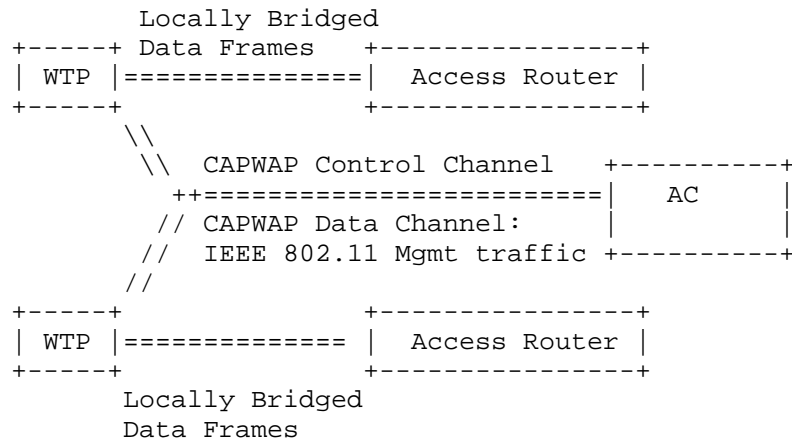 Locally Bridged
Data Frames
WTP
Access Router
CAPWAP Control Channel
AC
CAPWAP Data Channel:
IEEE 802.11 Mgmt traffic
WTP
Access Router
Locally Bridged
Data Frames